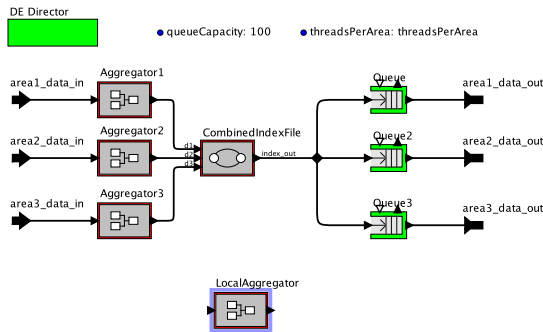 DE Director
queueCapacity: 100
threadsPerArea: threadsPerArea
area1_data_in
Aggregator1
Queue
area1_data_out
area2_data_in
Aggregator2
CombinedIndexFile
d1
d2
d3
index_out
Queue2
area2_data_out
area3_data_in
Aggregator3
Queue3
area3_data_out
LocalAggregator